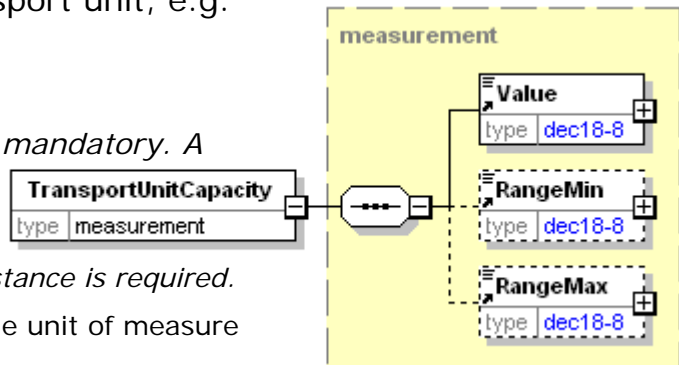 sport unit, e.g.
measurement
Value
type dec18-8
mandatory. A
TransportUnitCapacity
type measurement
RangeMin
type dec18-8
stance is required.
e unit of measure
RangeMax
type dec18-8